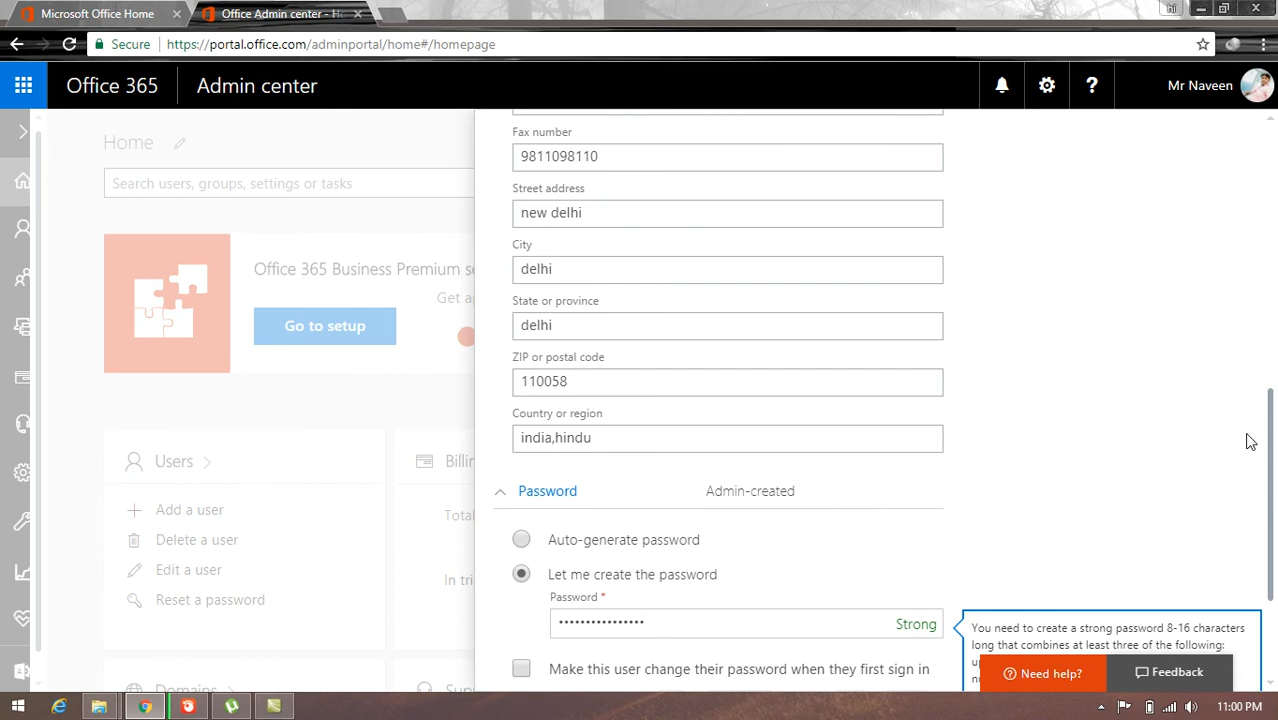 Microsoft Office Home
Office Admin center - H
Secure
https://portal.office.com/adminportal/home#/homepage
Office 365
Admin center
Mr Naveen
Home
Search users, groups, settings or tasks
Office 365 Business Premium se
Get a
Go to setup
Users
Billin
Add a user
Total
Delete a user
Edit a user
In tri
Reset a password
Domains
Supp
Fax number
9811098110
Street address
new delhi
City
delhi
State or province
delhi
ZIP or postal code
110058
Country or region
india,hindu
Password
Admin-created
Auto-generate password
Let me create the password
Password *
••••••••••••••••
Strong
Make this user change their password when they first sign in
You need to create a strong password 8-16 characters
long that combines at least three of the following:
Need help?
Feedback
11:00 PM